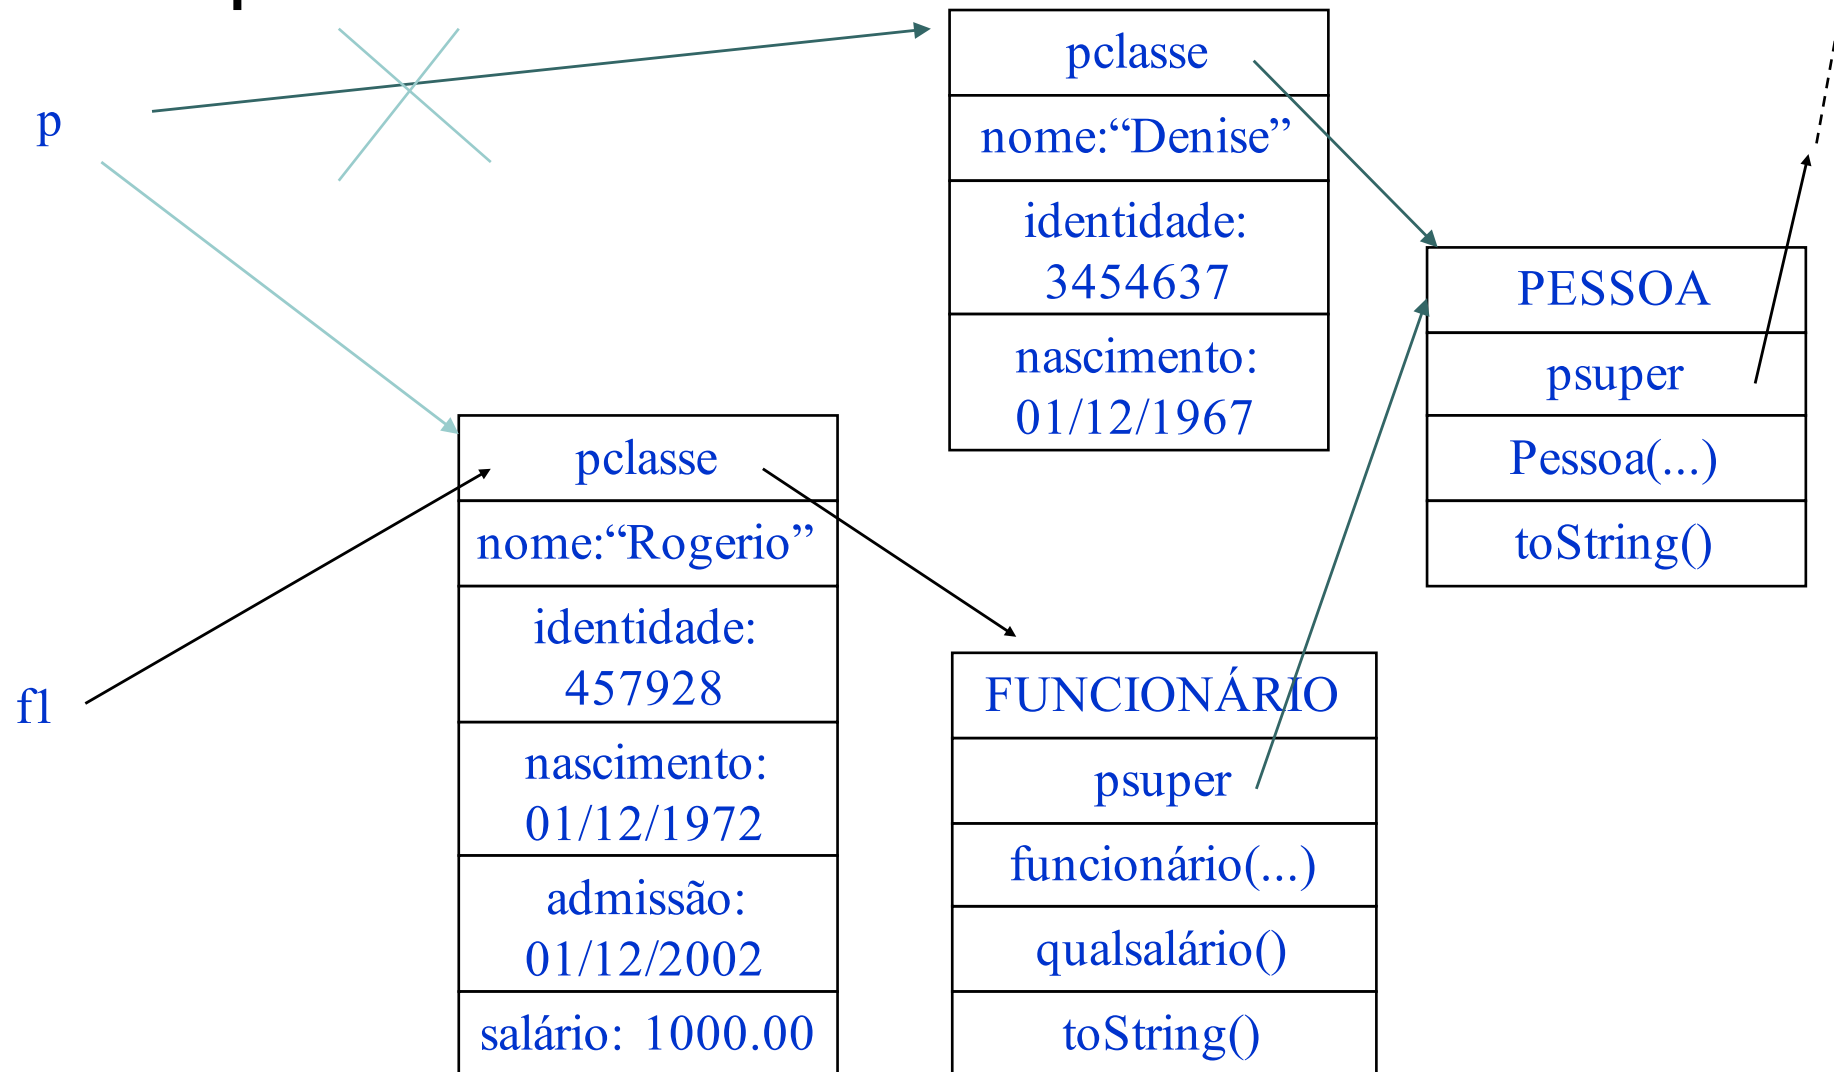 p
pclasse
nome:“Denise”
identidade:
3454637
nascimento:
01/12/1967
PESSOA
psuper
Pessoa(...)
toString()
f1
pclasse
nome:“Rogerio”
identidade:
457928
nascimento:
01/12/1972
admissão:
01/12/2002
salário: 1000.00
FUNCIONÁRIO
psuper
funcionário(...)
qualsalário()
toString()